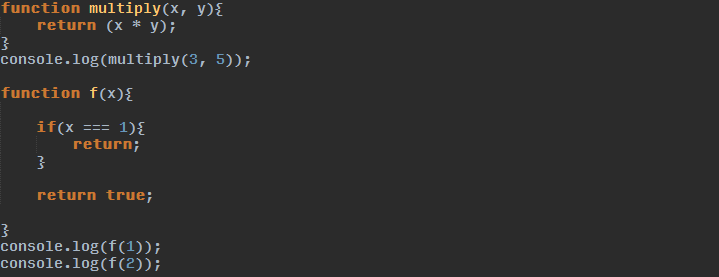 function multiply(x, y){
    return (x * y);
}
console.log(multiply(3, 5));
function f(x){
    if(x === 1){
        return;
    }
    return true;
}
console.log(f(1));
console.log(f(2));